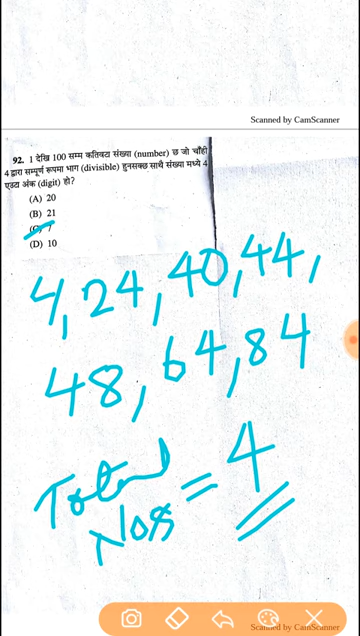 Scanned by CamScanner
92. 1 देखि 100 सम्म कतिवटा संख्या (number) छ जो चाँही
4 द्वारा सम्पूर्ण रूपमा भाग (divisible) हुनसक्छ साथै संख्या मध्ये 4
एउटा अंक (digit) हो?
(A) 20
(B) 21
(C) 7
(D) 10
4, 24, 40, 44,
48, 64, 84
Total
Nos = 4
Scanned by CamScanner